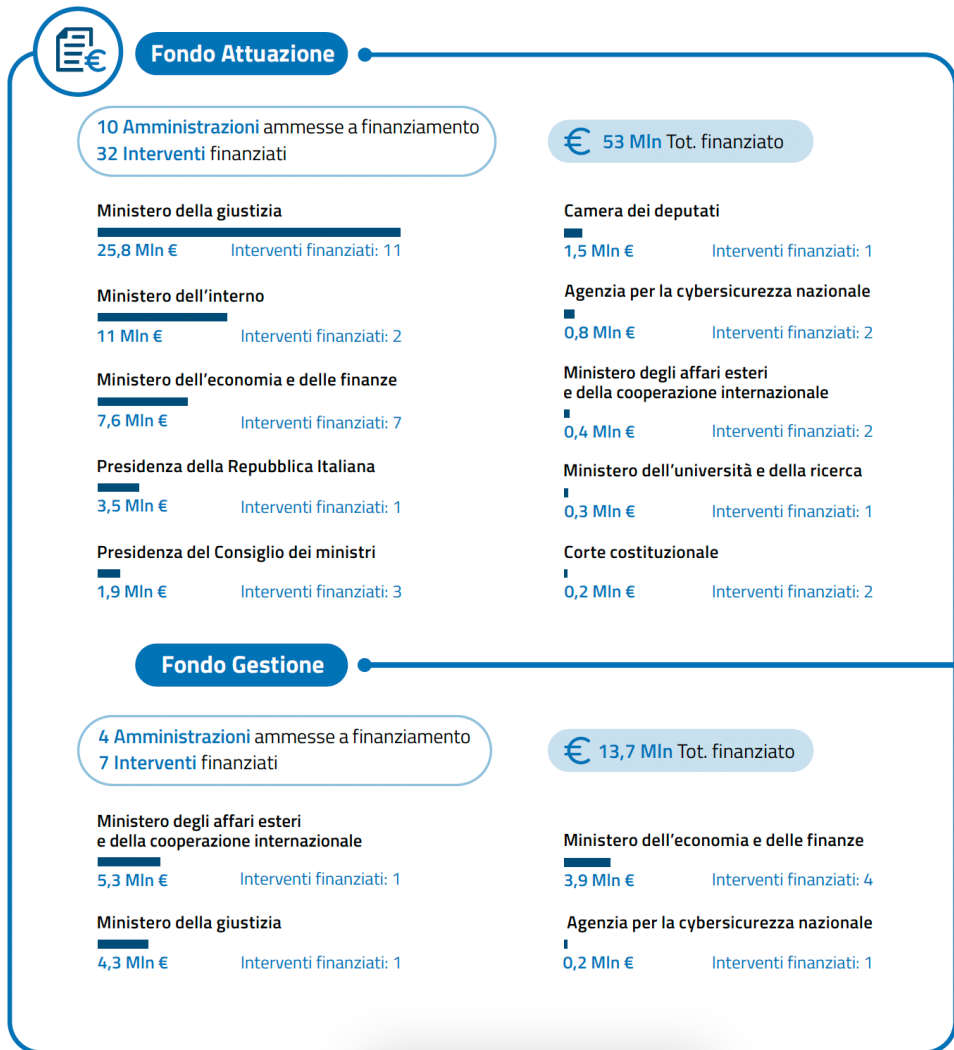 Fondo Attuazione
10 Amministrazioni ammesse a finanziamento
32 Interventi finanziati
€ 53 Mln Tot. finanziato
Ministero della giustizia
25,8 Mln € Interventi finanziati: 11
Ministero dell'interno
11 Mln € Interventi finanziati: 2
Ministero dell'economia e delle finanze
7,6 Mln € Interventi finanziati: 7
Presidenza della Repubblica Italiana
3,5 Mln € Interventi finanziati: 1
Presidenza del Consiglio dei ministri
1,9 Mln € Interventi finanziati: 3
Camera dei deputati
1,5 Mln € Interventi finanziati: 1
Agenzia per la cybersicurezza nazionale
0,8 Mln € Interventi finanziati: 2
Ministero degli affari esteri
e della cooperazione internazionale
0,4 Mln € Interventi finanziati: 2
Ministero dell'università e della ricerca
0,3 Mln € Interventi finanziati: 1
Corte costituzionale
0,2 Mln € Interventi finanziati: 2
Fondo Gestione
4 Amministrazioni ammesse a finanziamento
7 Interventi finanziati
€ 13,7 Mln Tot. finanziato
Ministero degli affari esteri
e della cooperazione internazionale
5,3 Mln € Interventi finanziati: 1
Ministero della giustizia
4,3 Mln € Interventi finanziati: 1
Ministero dell'economia e delle finanze
3,9 Mln € Interventi finanziati: 4
Agenzia per la cybersicurezza nazionale
0,2 Mln € Interventi finanziati: 1